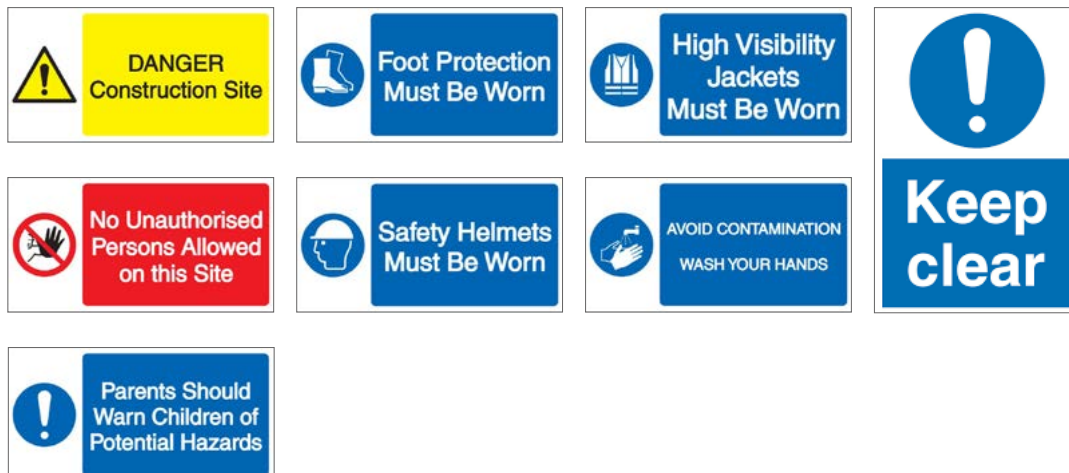 DANGER
Construction Site
Foot Protection
Must Be Worn
High Visibility
Jackets
Must Be Worn
Keep
clear
No Unauthorised
Persons Allowed
on this Site
Safety Helmets
Must Be Worn
AVOID CONTAMINATION
WASH YOUR HANDS
Parents Should
Warn Children of
Potential Hazards